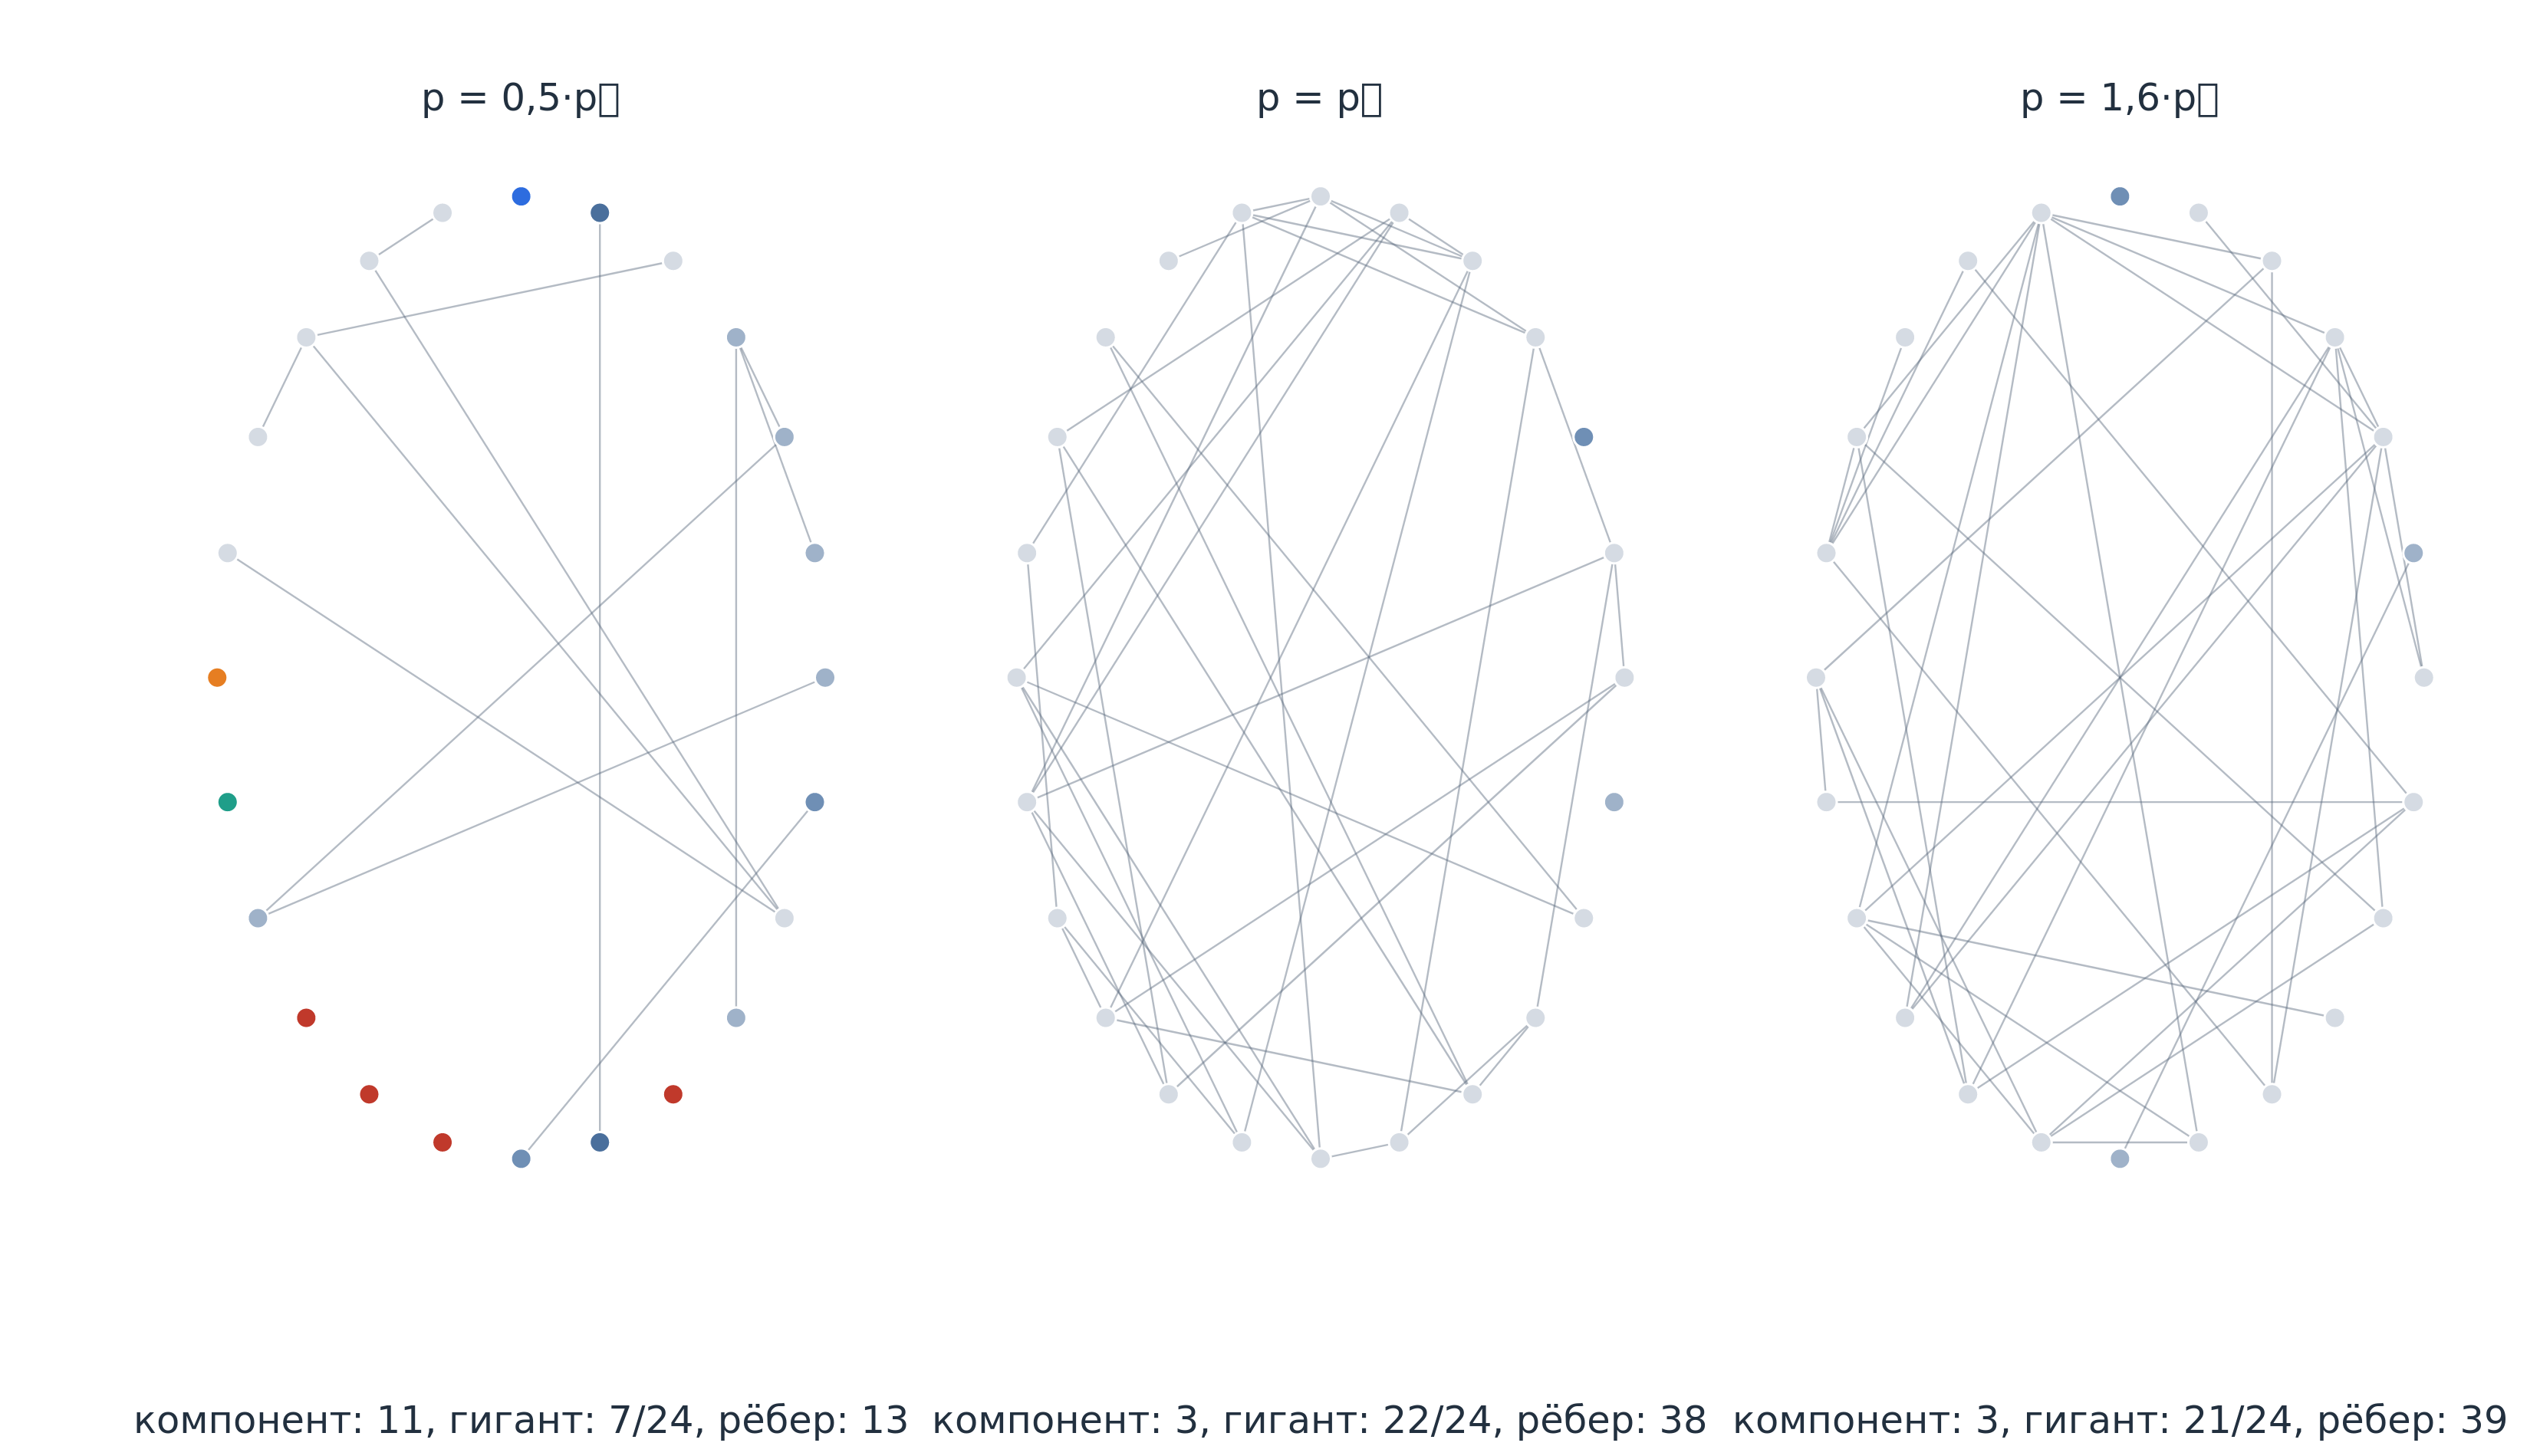 p = 0,5·p▯
p = p▯
p = 1,6·p▯
компонент: 11, гигант: 7/24, рёбер: 13
компонент: 3, гигант: 22/24, рёбер: 38
компонент: 3, гигант: 21/24, рёбер: 39